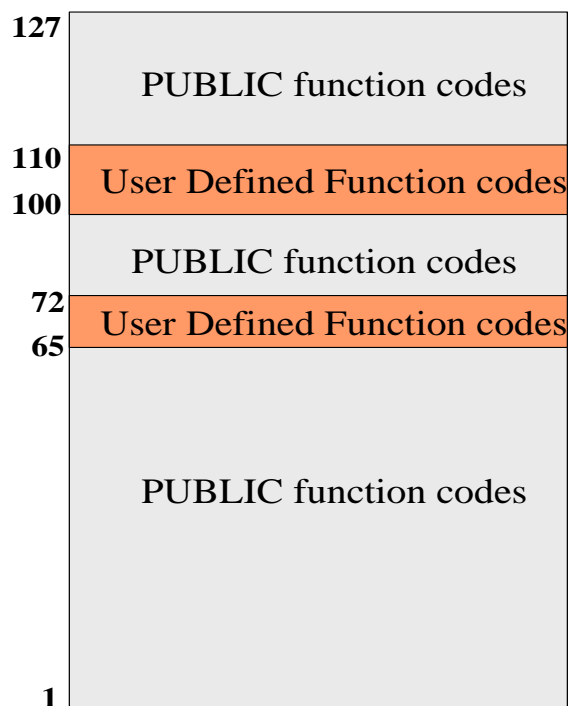 127
PUBLIC function codes
110
User Defined Function codes
100
PUBLIC function codes
72
User Defined Function codes
65
PUBLIC function codes
1